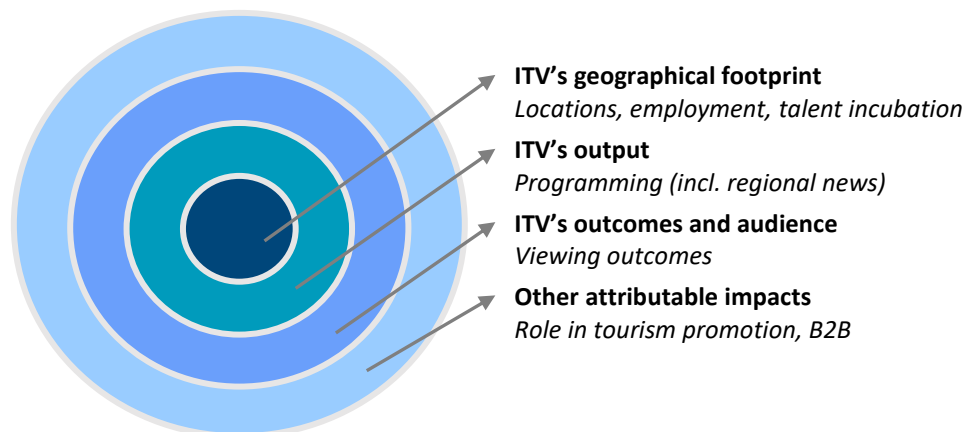 ITV’s geographical footprint
Locations, employment, talent incubation
ITV’s output
Programming (incl. regional news)
ITV’s outcomes and audience
Viewing outcomes
Other attributable impacts
Role in tourism promotion, B2B